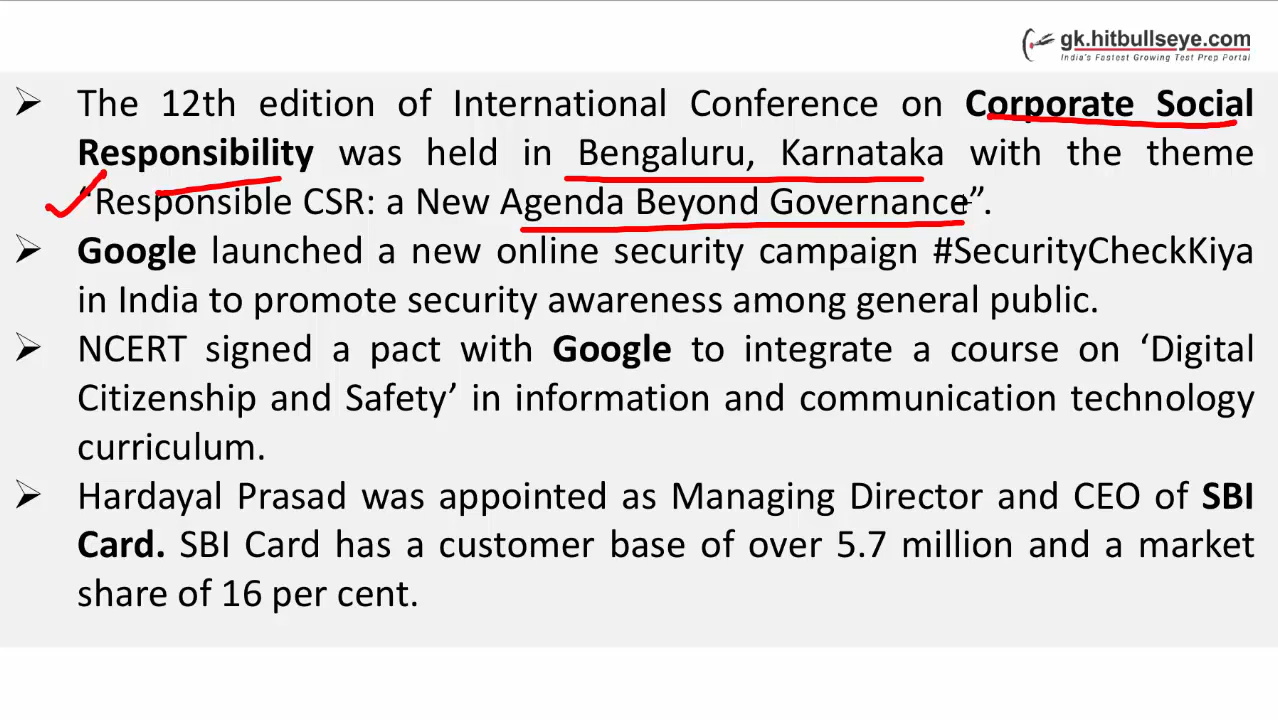 gk.hitbullseye.com
India's Fastest Growing Test Prep Portal
➢ The 12th edition of International Conference on Corporate Social
Responsibility was held in Bengaluru, Karnataka with the theme
“Responsible CSR: a New Agenda Beyond Governance”.
➢ Google launched a new online security campaign #SecurityCheckKiya
in India to promote security awareness among general public.
➢ NCERT signed a pact with Google to integrate a course on ‘Digital
Citizenship and Safety’ in information and communication technology
curriculum.
➢ Hardayal Prasad was appointed as Managing Director and CEO of SBI
Card. SBI Card has a customer base of over 5.7 million and a market
share of 16 per cent.